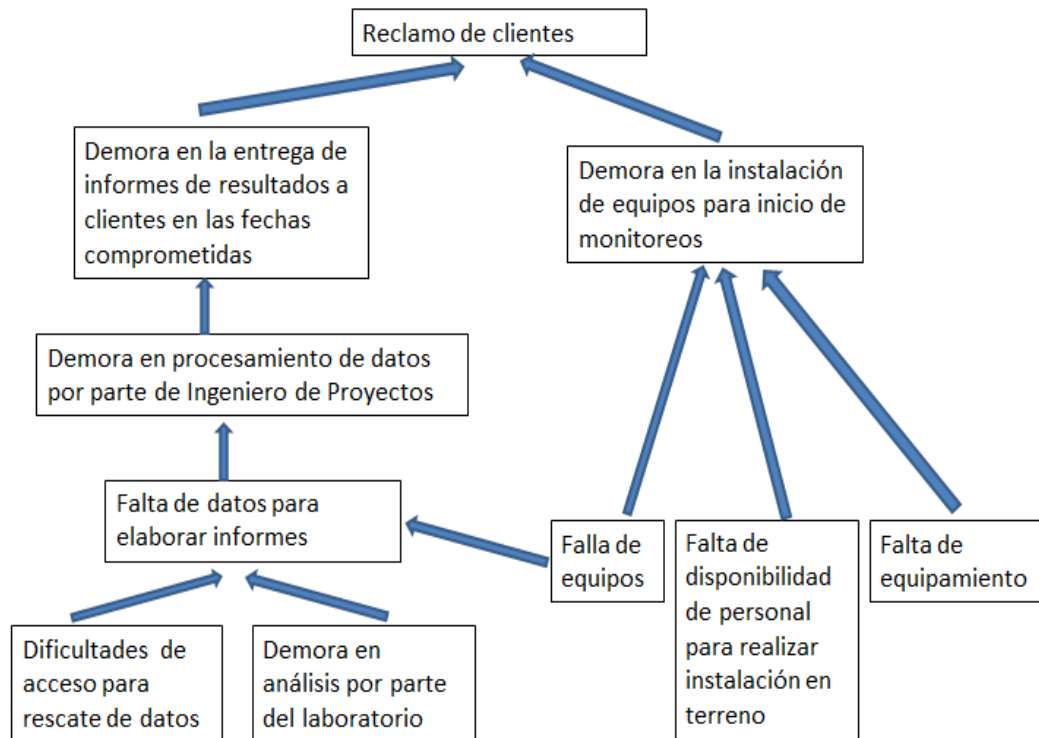 Reclamo de clientes
Demora en la entrega de
informes de resultados a
clientes en las fechas
comprometidas
Demora en la instalación
de equipos para inicio de
monitoreos
Demora en procesamiento de datos
por parte de Ingeniero de Proyectos
Falta de datos para
elaborar informes
Falla de
equipos
Falta de
disponibilidad
de personal
para realizar
instalación en
terreno
Falta de
equipamiento
Dificultades de
acceso para
rescate de datos
Demora en
análisis por parte
del laboratorio